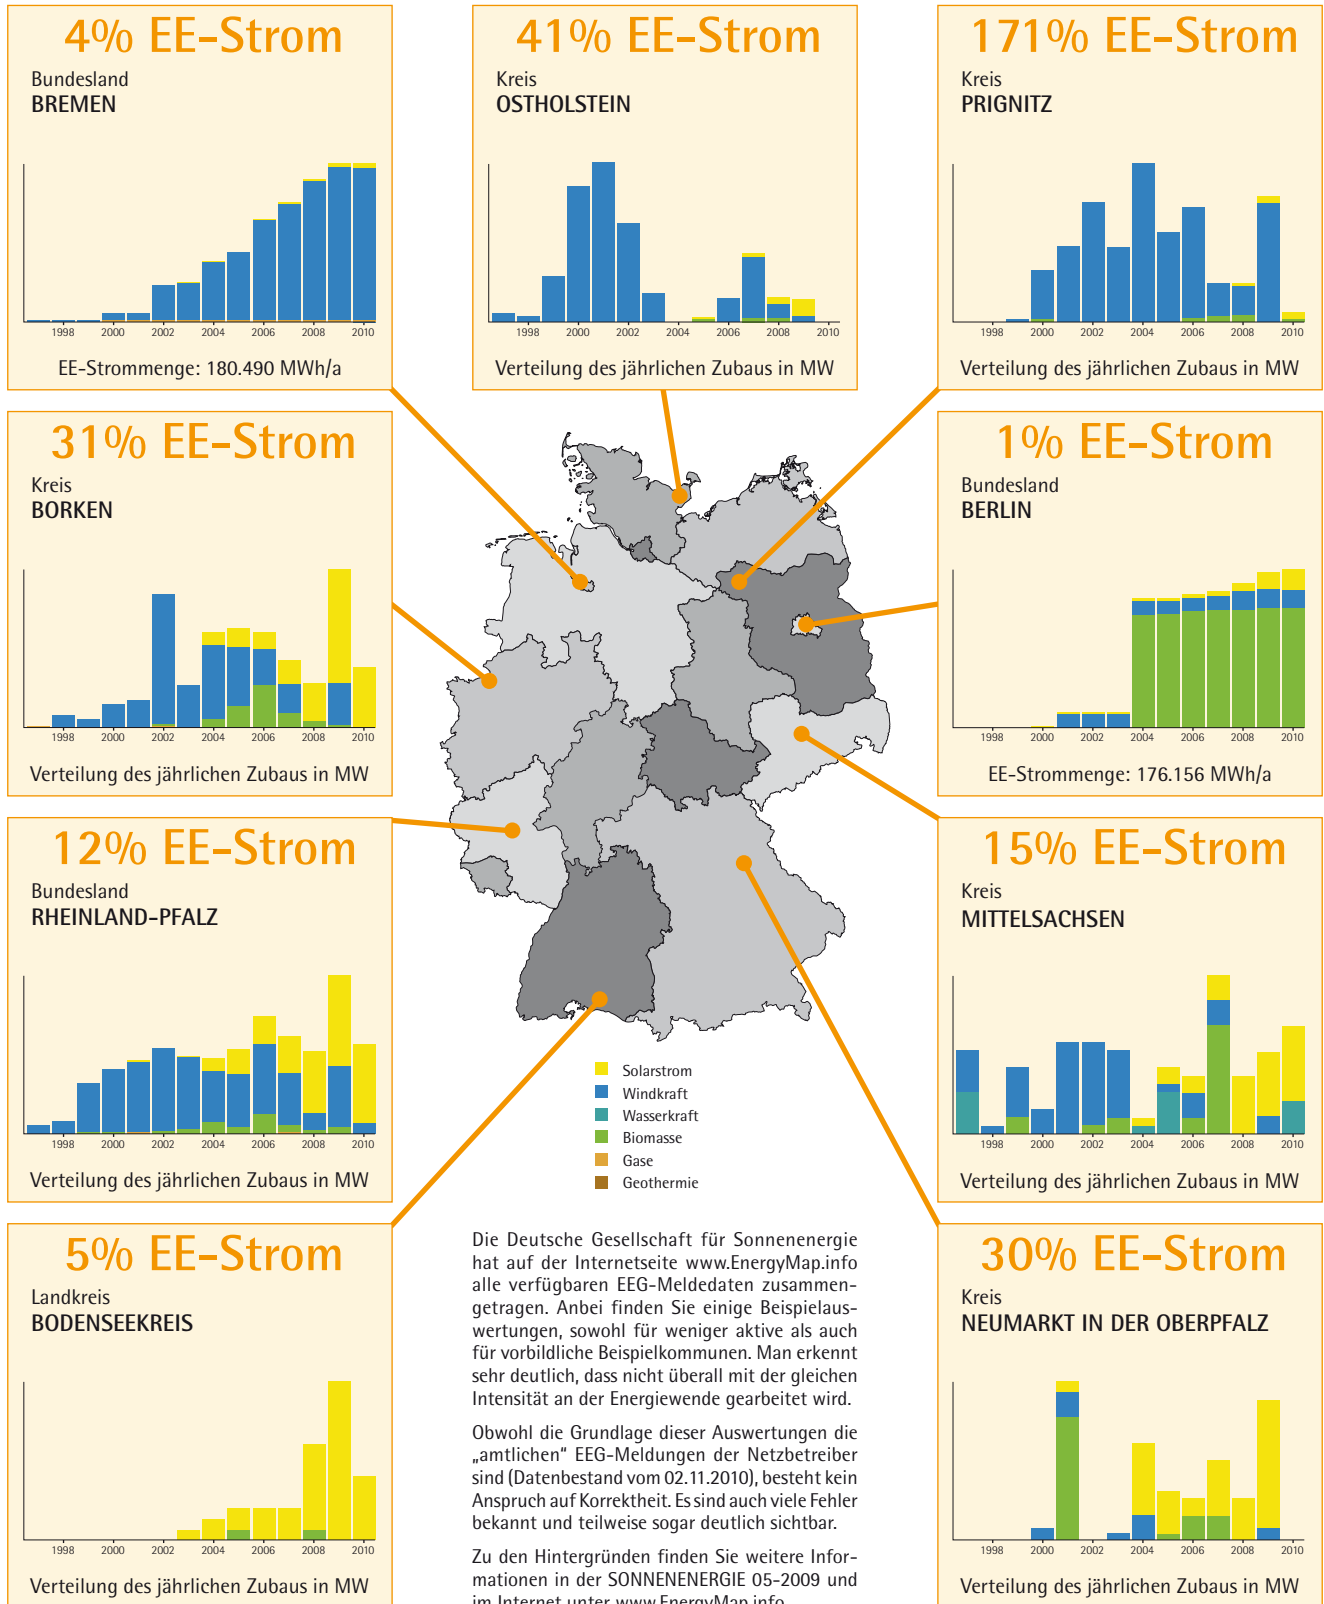 4% EE-Strom
Bundesland
BREMEN
1998 2000 2002 2004 2006 2008 2010
EE-Strommenge: 180.490 MWh/a
41% EE-Strom
Kreis
OSTHOLSTEIN
1998 2000 2002 2004 2006 2008 2010
Verteilung des jährlichen Zubaus in MW
171% EE-Strom
Kreis
PRIGNITZ
1998 2000 2002 2004 2006 2008 2010
Verteilung des jährlichen Zubaus in MW
31% EE-Strom
Kreis
BORKEN
1998 2000 2002 2004 2006 2008 2010
Verteilung des jährlichen Zubaus in MW
1% EE-Strom
Bundesland
BERLIN
1998 2000 2002 2004 2006 2008 2010
EE-Strommenge: 176.156 MWh/a
12% EE-Strom
Bundesland
RHEINLAND-PFALZ
1998 2000 2002 2004 2006 2008 2010
Verteilung des jährlichen Zubaus in MW
15% EE-Strom
Kreis
MITTELSACHSEN
1998 2000 2002 2004 2006 2008 2010
Verteilung des jährlichen Zubaus in MW
Solarstrom
Windkraft
Wasserkraft
Biomasse
Gase
Geothermie
5% EE-Strom
Landkreis
BODENSEEKREIS
1998 2000 2002 2004 2006 2008 2010
Verteilung des jährlichen Zubaus in MW
Die Deutsche Gesellschaft für Sonnenenergie
hat auf der Internetseite www.EnergyMap.info
alle verfügbaren EEG-Meldedaten zusammen-
getragen. Anbei finden Sie einige Beispielaus-
wertungen, sowohl für weniger aktive als auch
für vorbildliche Beispielkommunen. Man erkennt
sehr deutlich, dass nicht überall mit der gleichen
Intensität an der Energiewende gearbeitet wird.
Obwohl die Grundlage dieser Auswertungen die
„amtlichen“ EEG-Meldungen der Netzbetreiber
sind (Datenbestand vom 02.11.2010), besteht kein
Anspruch auf Korrektheit. Es sind auch viele Fehler
bekannt und teilweise sogar deutlich sichtbar.
Zu den Hintergründen finden Sie weitere Infor-
mationen in der SONNENENERGIE 05-2009 und
im Internet unter www.EnergyMap.info
30% EE-Strom
Kreis
NEUMARKT IN DER OBERPFALZ
1998 2000 2002 2004 2006 2008 2010
Verteilung des jährlichen Zubaus in MW